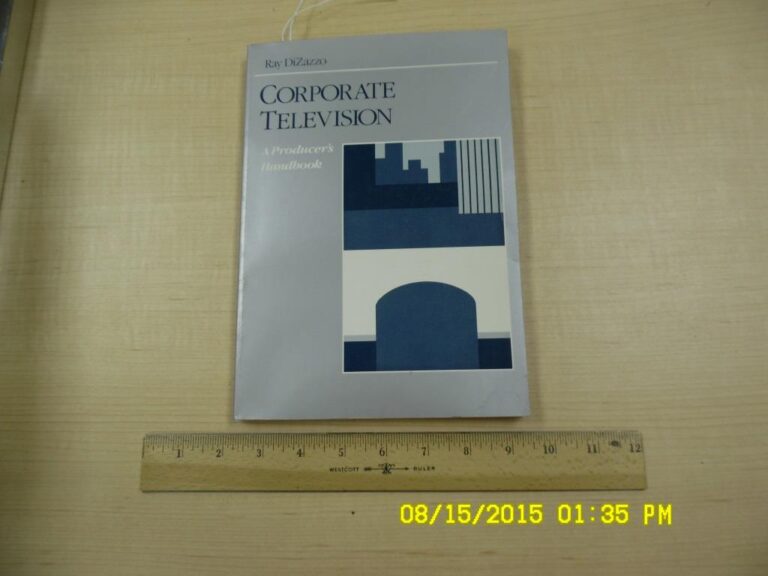 Ray DiZazzo
CORPORATE
TELEVISION
A Producer's
Handbook
1 2 3 4 5 6 7 8 9 10 11 12
WESTCOTT RULER
08/15/2015 01:35 PM